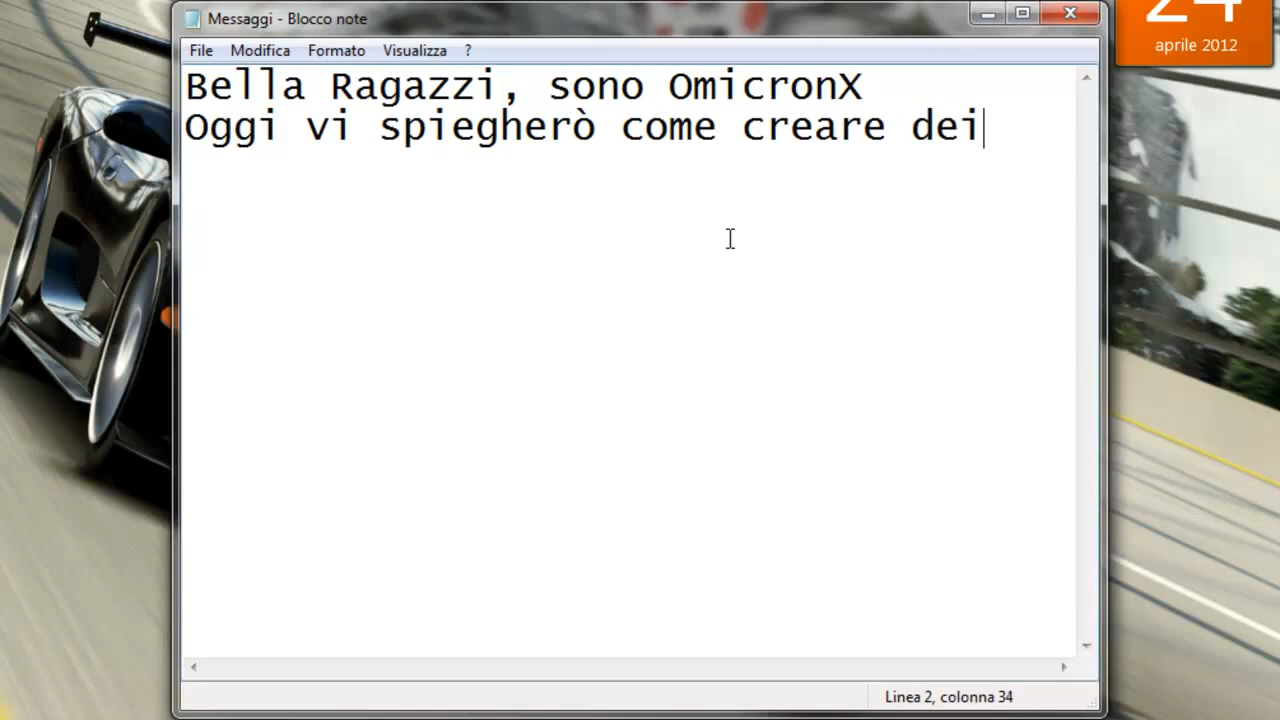 Messaggi - Blocco note
24
aprile 2012
File Modifica Formato Visualizza ?
Bella Ragazzi, sono OmicronX
Oggi vi spiegherò come creare dei
Linea 2, colonna 34